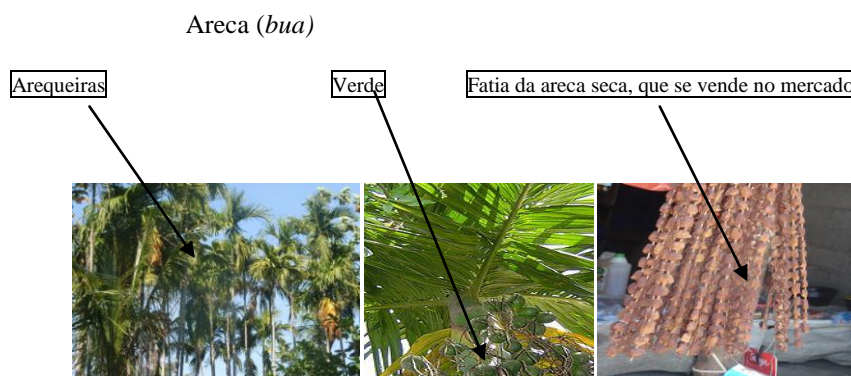 Areca (bua)
Arequeiras
Verde
Fatia da areca seca, que se vende no mercado